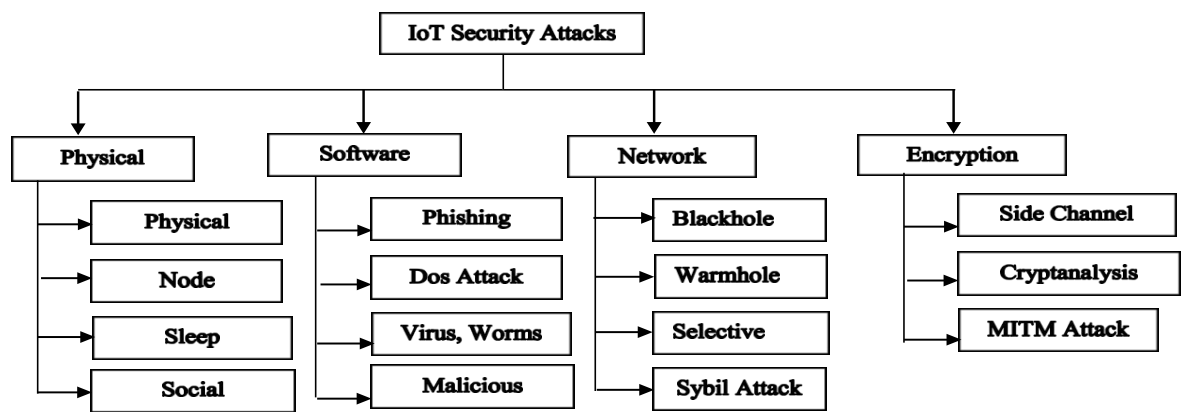 IoT Security Attacks
Physical
Software
Network
Encryption
Physical
Node
Sleep
Social
Phishing
Dos Attack
Virus, Worms
Malicious
Blackhole
Warmhole
Selective
Sybil Attack
Side Channel
Cryptanalysis
MITM Attack